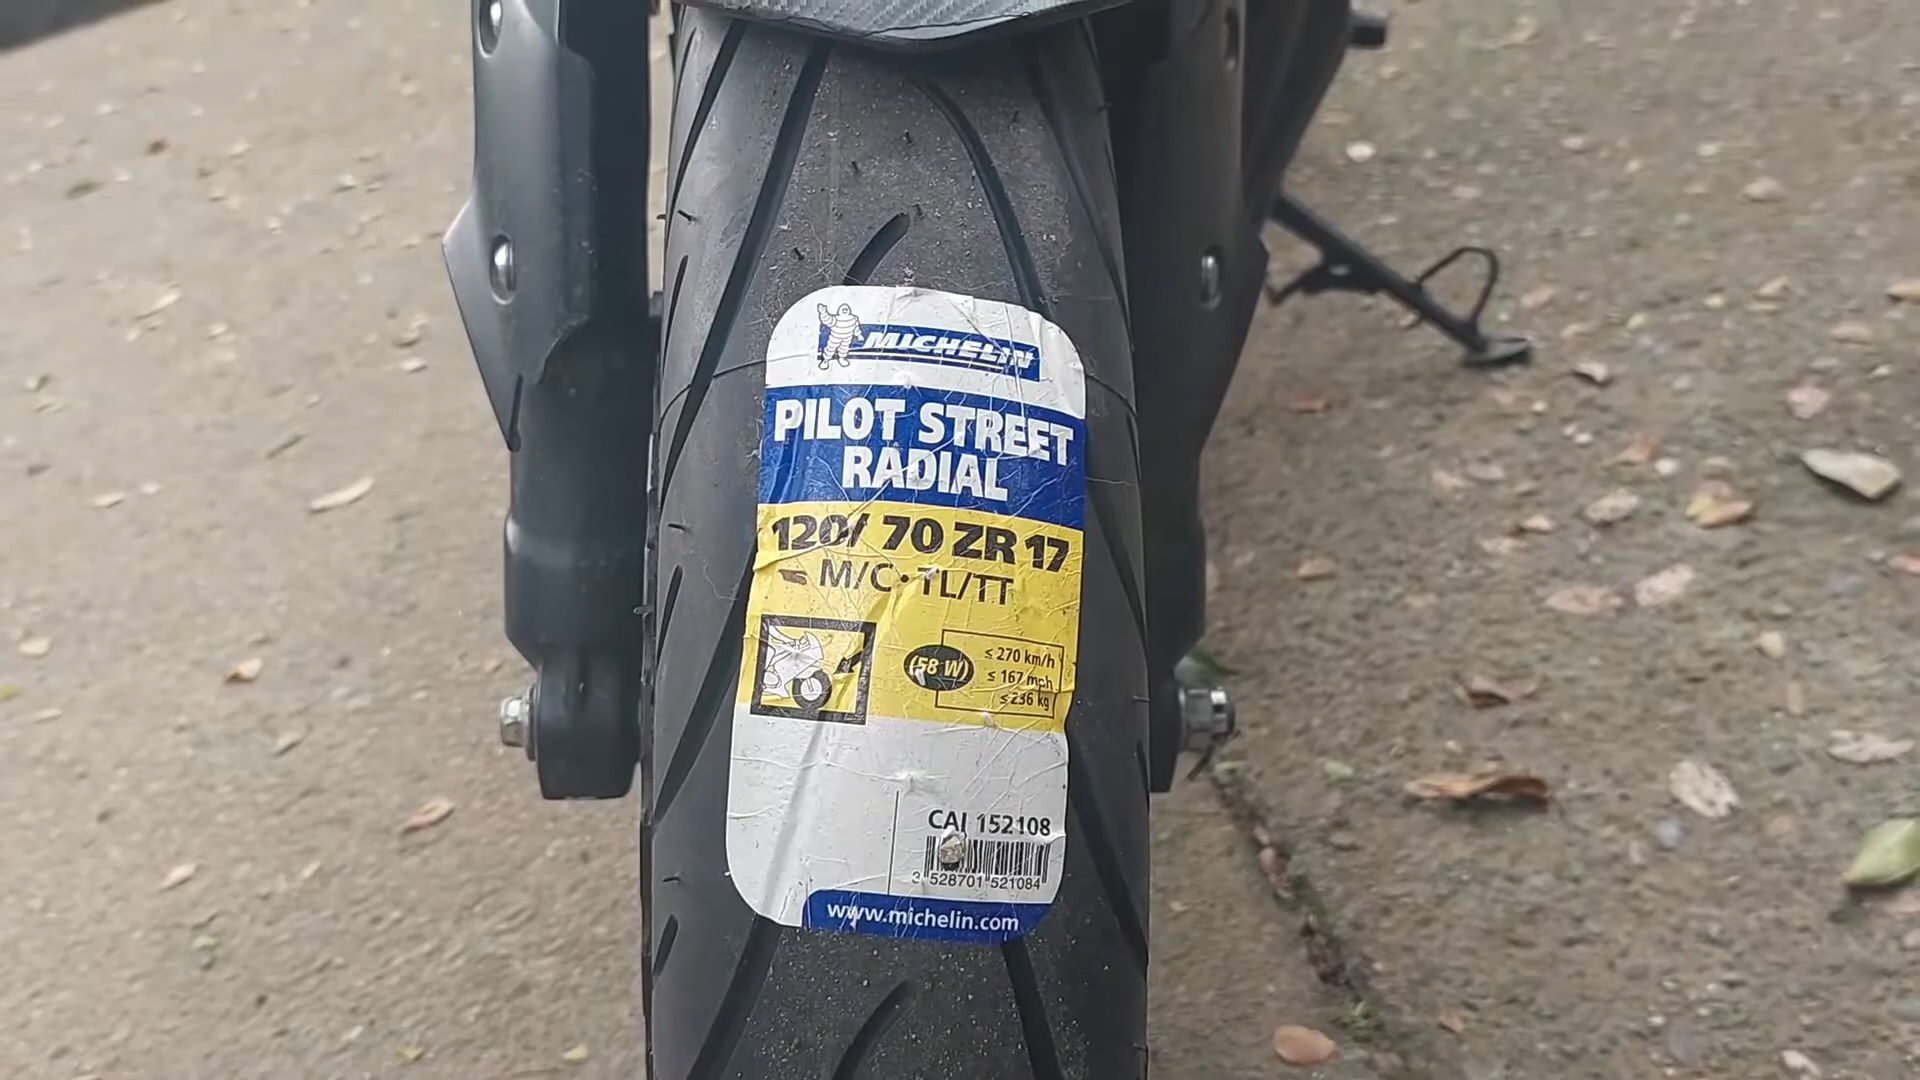 MICHELIN
PILOT STREET
RADIAL
120/ 70 ZR 17
M/C • TL/TT
(58 W)
≤ 270 km/h
≤ 167 mph
≤ 236 kg
CAI 152108
3 528701 521084
www.michelin.com